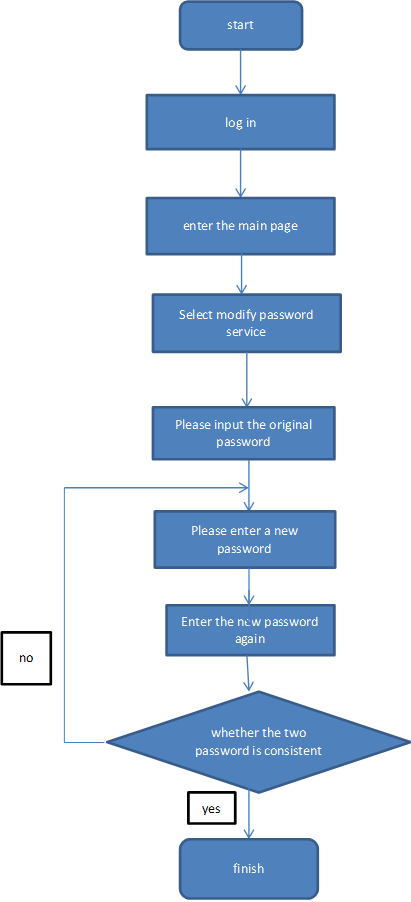 start
log in
enter the main page
Select modify password
service
Please input the original
password
Please enter a new
password
Enter the new password
again
no
whether the two
password is consistent
yes
finish